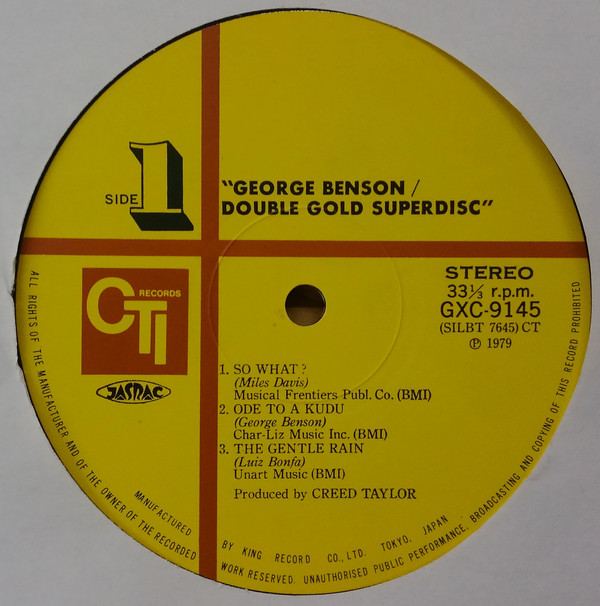 SIDE 1
"GEORGE BENSON /
DOUBLE GOLD SUPERDISC"
CTI RECORDS
JASRAC
STEREO
33⅓ r.p.m.
GXC-9145
(SILBT 7645) CT
Ⓟ 1979
1. SO WHAT?
(Miles Davis)
Musical Frentiers Publ. Co. (BMI)
2. ODE TO A KUDU
(George Benson)
Char-Liz Music Inc. (BMI)
3. THE GENTLE RAIN
(Luiz Bonfa)
Unart Music (BMI)
Produced by CREED TAYLOR
MANUFACTURED BY KING RECORD CO., LTD. TOKYO, JAPAN
ALL RIGHTS OF THE MANUFACTURER AND OF THE OWNER OF THE RECORDED WORK RESERVED. UNAUTHORISED PUBLIC PERFORMANCE, BROADCASTING AND COPYING OF THIS RECORD PROHIBITED